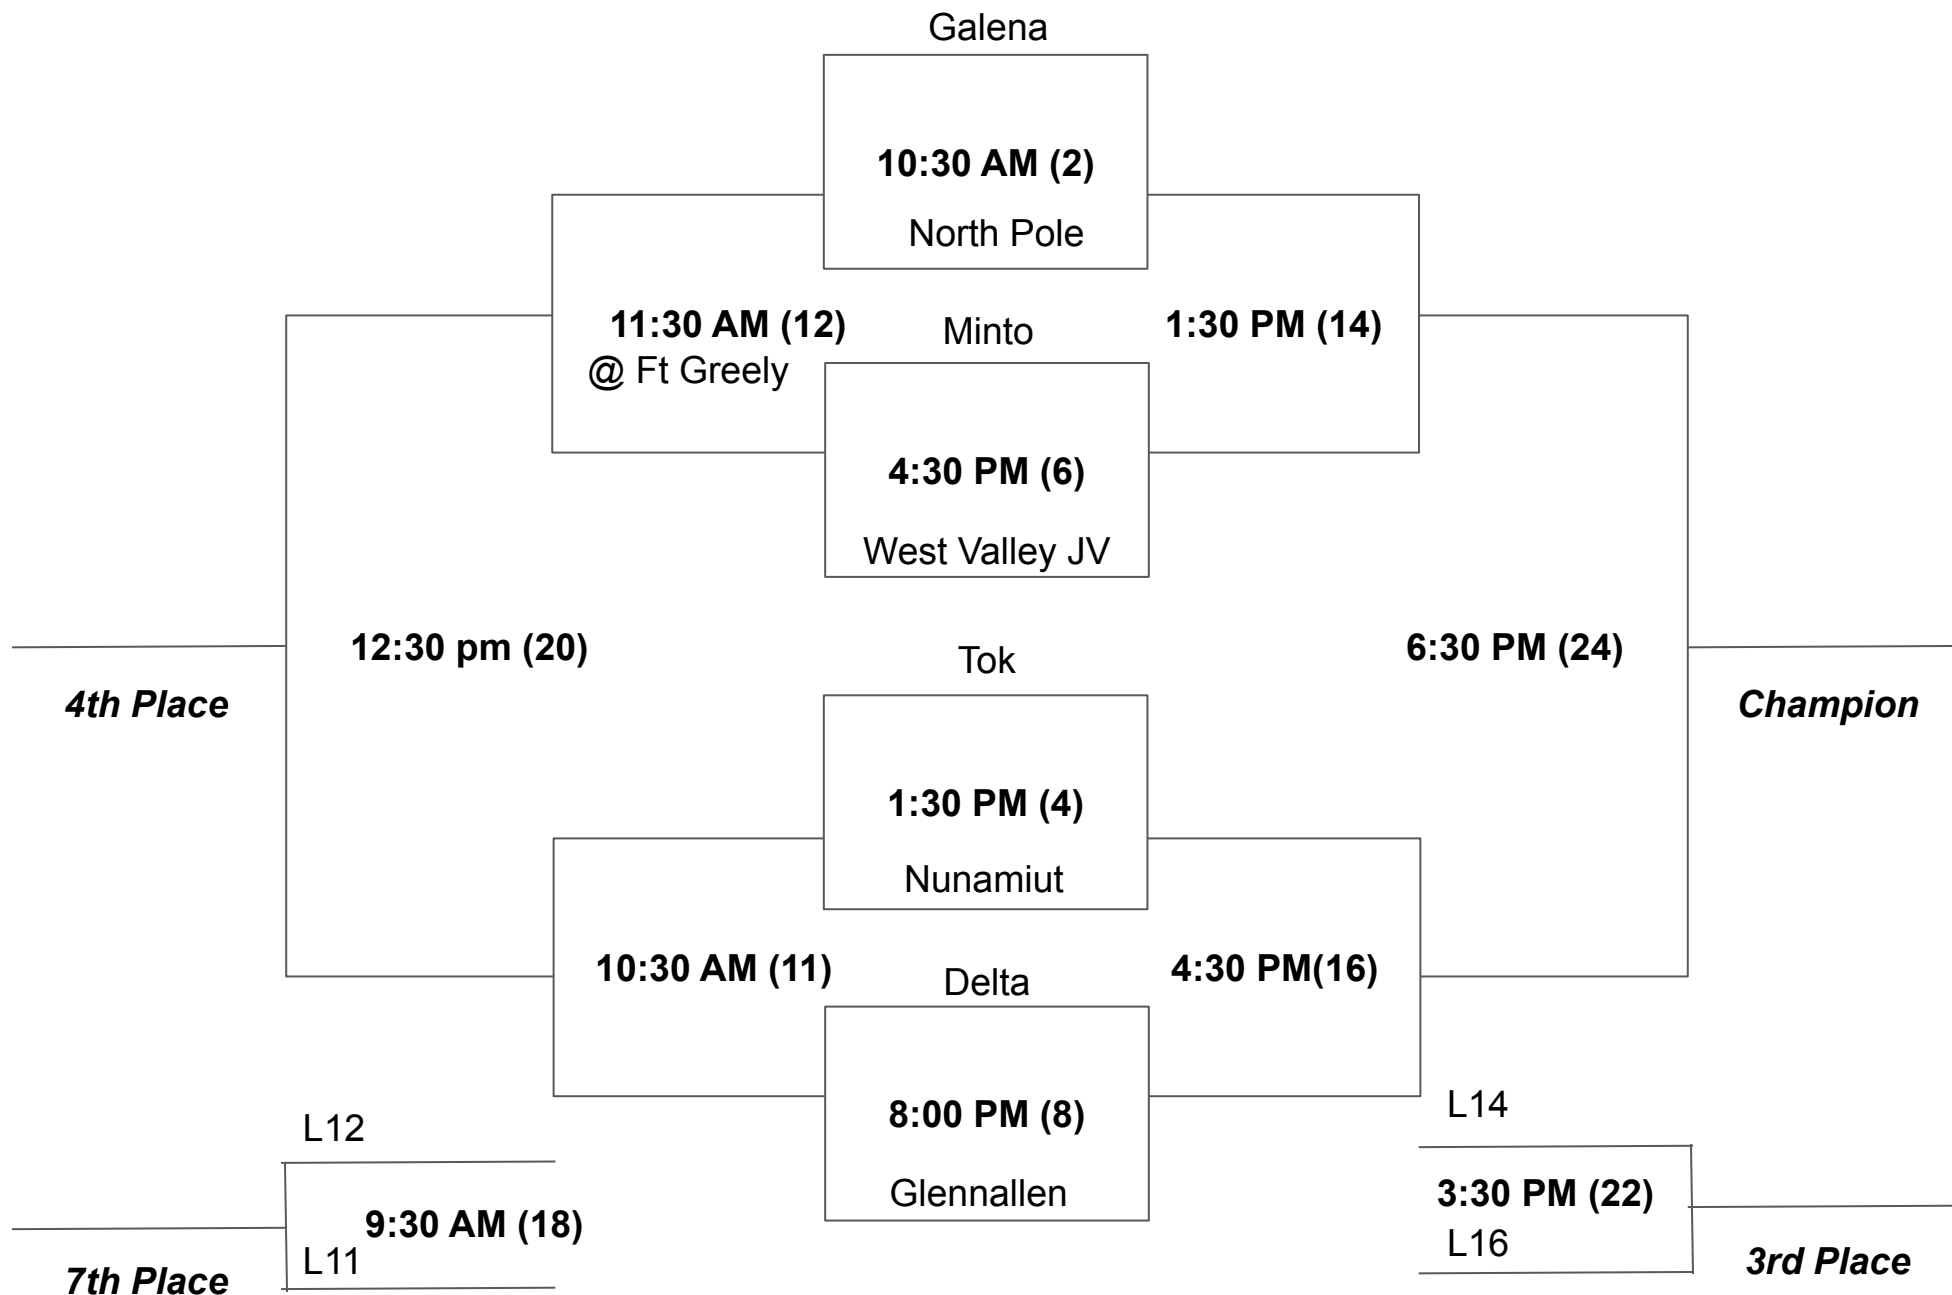 Galena
10:30 AM (2)
North Pole
11:30 AM (12)
@ Ft Greely
Minto
1:30 PM (14)
4:30 PM (6)
West Valley JV
12:30 pm (20)
Tok
6:30 PM (24)
4th Place
Champion
1:30 PM (4)
Nunamiut
10:30 AM (11)
Delta
4:30 PM(16)
L12
8:00 PM (8)
L14
9:30 AM (18)
Glennallen
3:30 PM (22)
L11
L16
7th Place
3rd Place